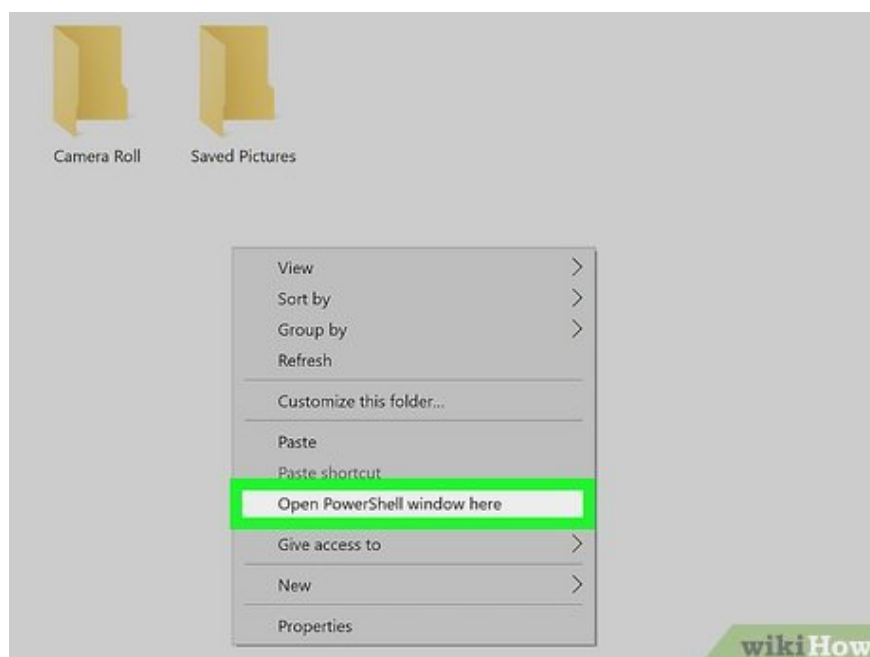 Camera Roll
Saved Pictures
View
Sort by
Group by
Refresh
Customize this folder...
Paste
Paste shortcut
Open PowerShell window here
Give access to
New
Properties
wikiHow